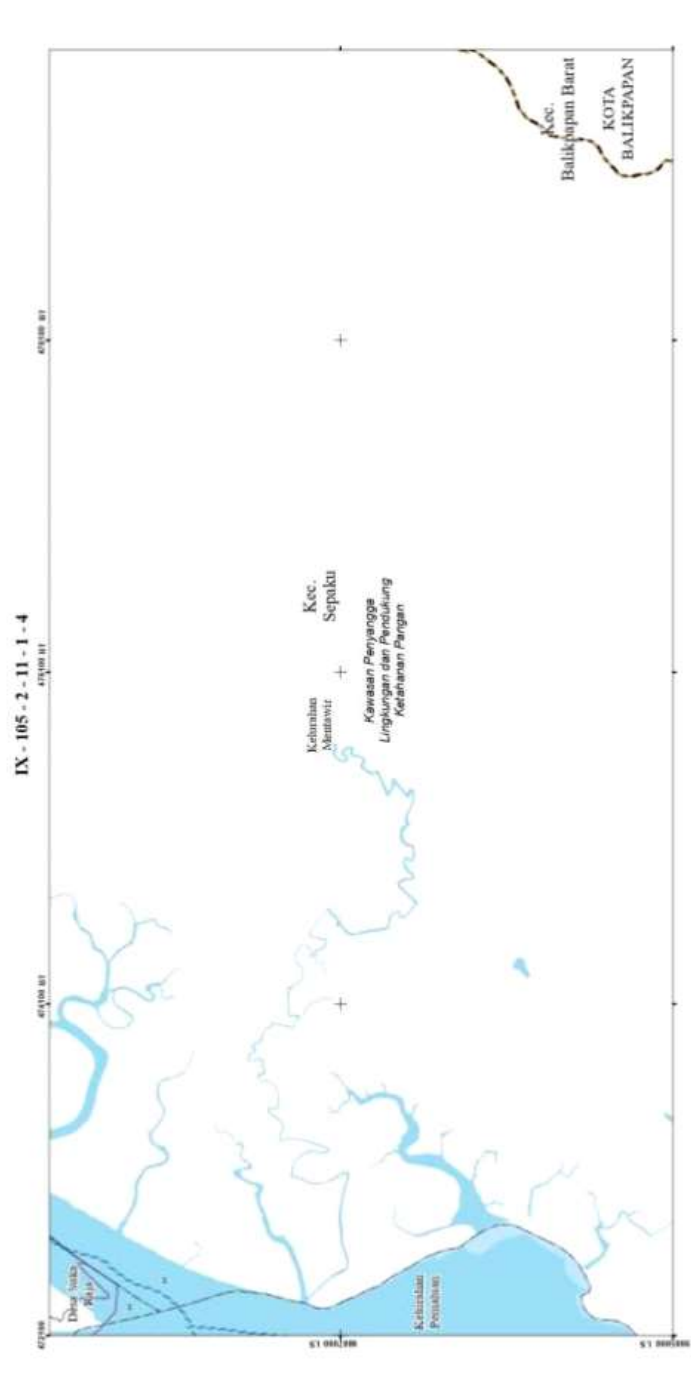 IX - 105 - 2 - 11 - 1 - 4
Desa Suka
Raja
Kelurahan
Pemaluan
Kelurahan
Mentawir
Kec.
Sepaku
Kawasan Penyangga
Lingkungan dan Pendukung
Ketahanan Pangan
Kec.
Balikpapan Barat
KOTA
BALIKPAPAN